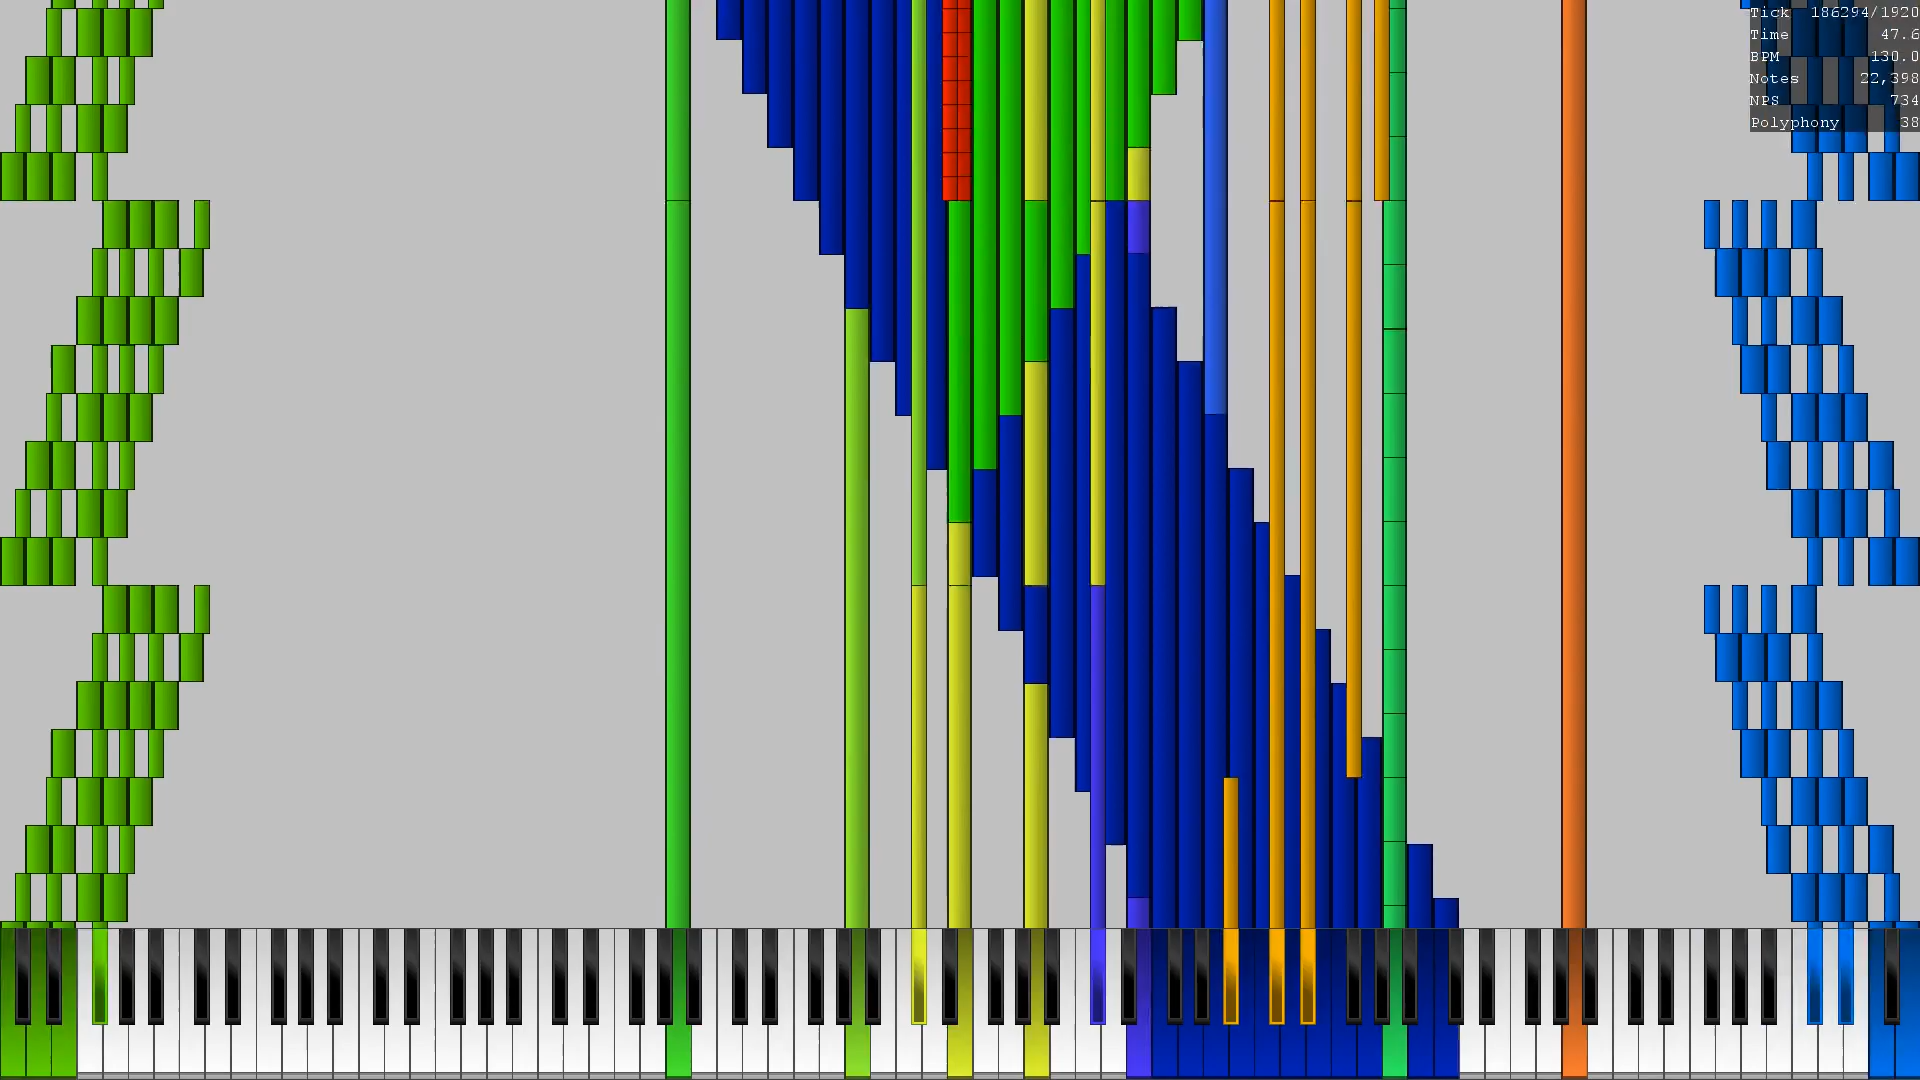 Tick 186294/1920
Time 47.6
BPM 130.0
Notes 22,398
NPS 734
Polyphony 38